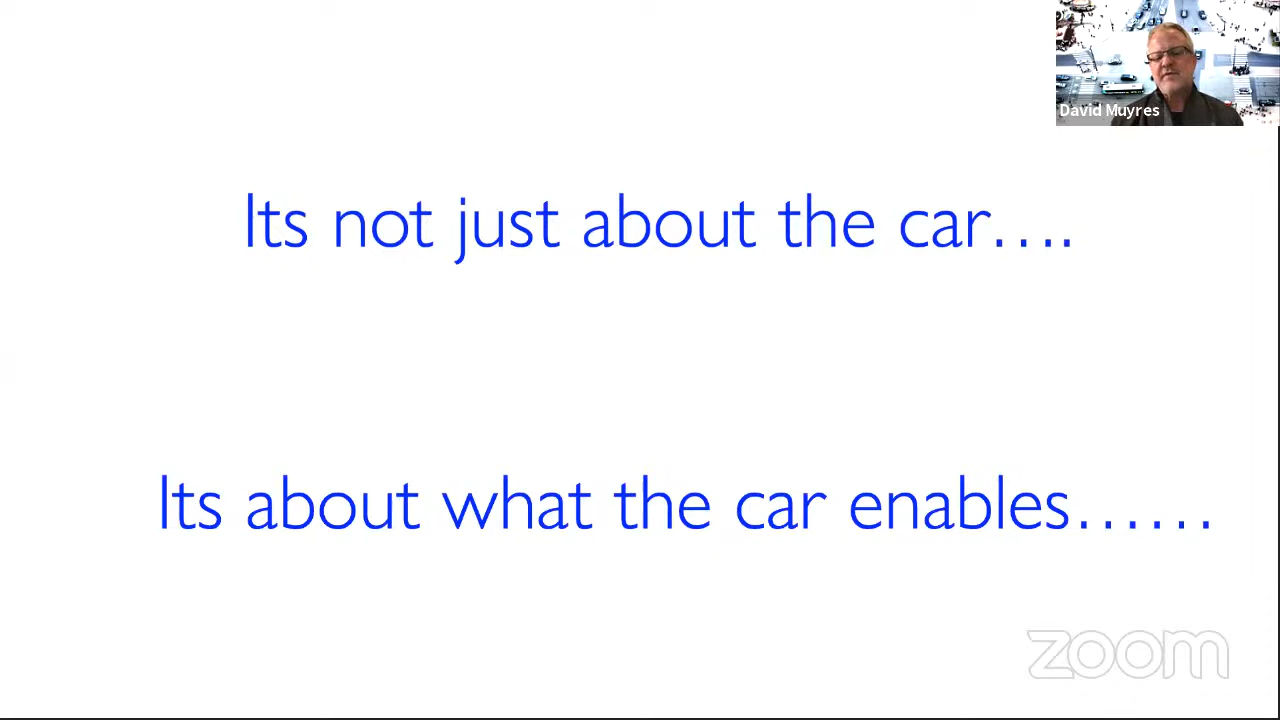 David Muyres
Its not just about the car….
Its about what the car enables……
zoom